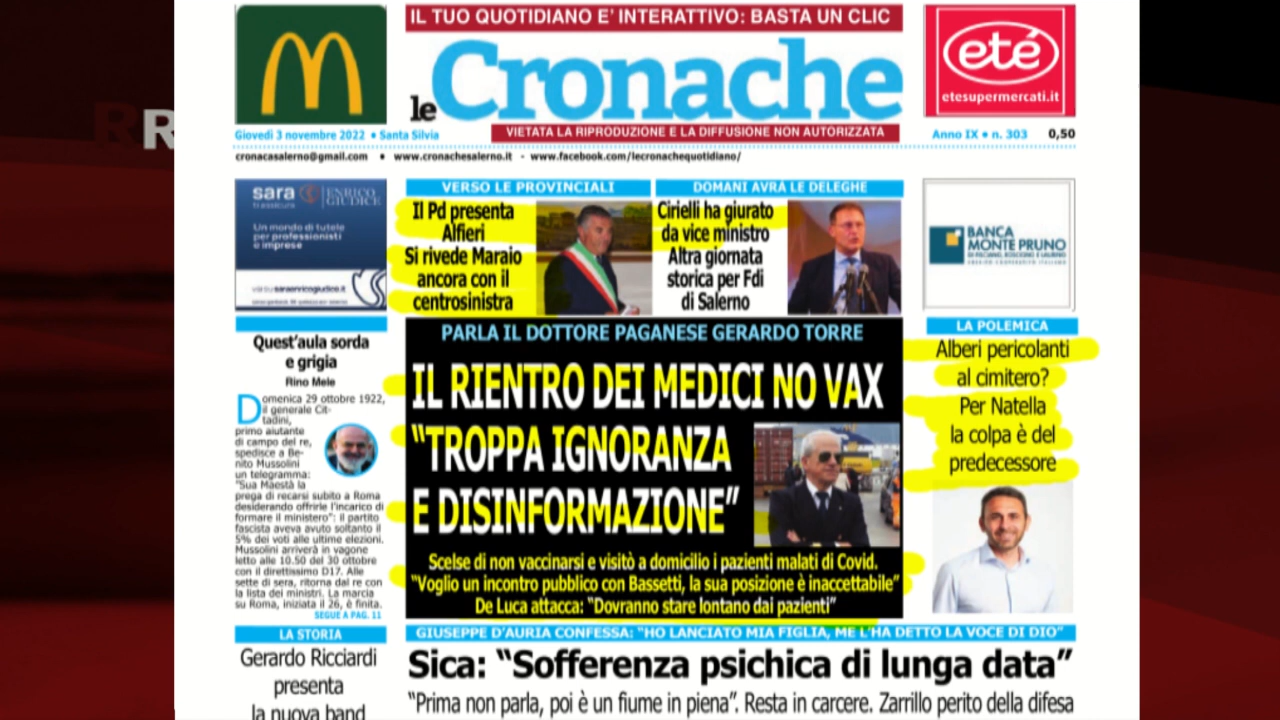 IL TUO QUOTIDIANO E' INTERATTIVO: BASTA UN CLIC
le Cronache
eté
etesupermercati.it
VIETATA LA RIPRODUZIONE E LA DIFFUSIONE NON AUTORIZZATA
Giovedì 3 novembre 2022 • Santa Silvia
Anno IX • n. 303 0,50
cronacasalerno@gmail.com • www.cronachesalerno.it - www.facebook.com/lecronachequotidiano/
R
sara
ti assicura
ENRICO
GIUDICE
Un mondo di tutele
per professionisti
e imprese
VERSO LE PROVINCIALI
Il Pd presenta
Alfieri
Si rivede Maraio
ancora con il
centrosinistra
DOMANI AVRÀ LE DELEGHE
Cirielli ha giurato
da vice ministro
Altra giornata
storica per Fdi
di Salerno
BANCA
MONTE PRUNO
DI FISCIANO, ROSCIGNO E LAURINO
Quest'aula sorda
e grigia
Rino Mele
Domenica 29 ottobre 1922,
il generale Cit-
tadini,
primo aiutante
di campo del re,
spedisce a Be-
nito Mussolini
un telegramma:
"Sua Maestà la
prega di recarsi subito a Roma
desiderando offrirle l'incarico di
formare il ministero": il partito
fascista aveva avuto soltanto il
5% dei voti alle ultime elezioni.
Mussolini arriverà in vagone
letto alle 10.50 del 30 ottobre
con il direttissimo D17. Alle
sette di sera, ritorna dal re con
la lista dei ministri. La marcia
su Roma, iniziata il 26, è finita.
SEGUE A PAG. 11
PARLA IL DOTTORE PAGANESE GERARDO TORRE
IL RIENTRO DEI MEDICI NO VAX
“TROPPA IGNORANZA
E DISINFORMAZIONE”
Scelse di non vaccinarsi e visitò a domicilio i pazienti malati di Covid.
“Voglio un incontro pubblico con Bassetti, la sua posizione è inaccettabile”
De Luca attacca: “Dovranno stare lontano dai pazienti”
LA POLEMICA
Alberi pericolanti
al cimitero?
Per Natella
la colpa è del
predecessore
LA STORIA
Gerardo Ricciardi
presenta
la nuova band
GIUSEPPE D'AURIA CONFESSA: “HO LANCIATO MIA FIGLIA, ME L'HA DETTO LA VOCE DI DIO”
Sica: “Sofferenza psichica di lunga data”
“Prima non parla, poi è un fiume in piena”. Resta in carcere. Zarrillo perito della difesa